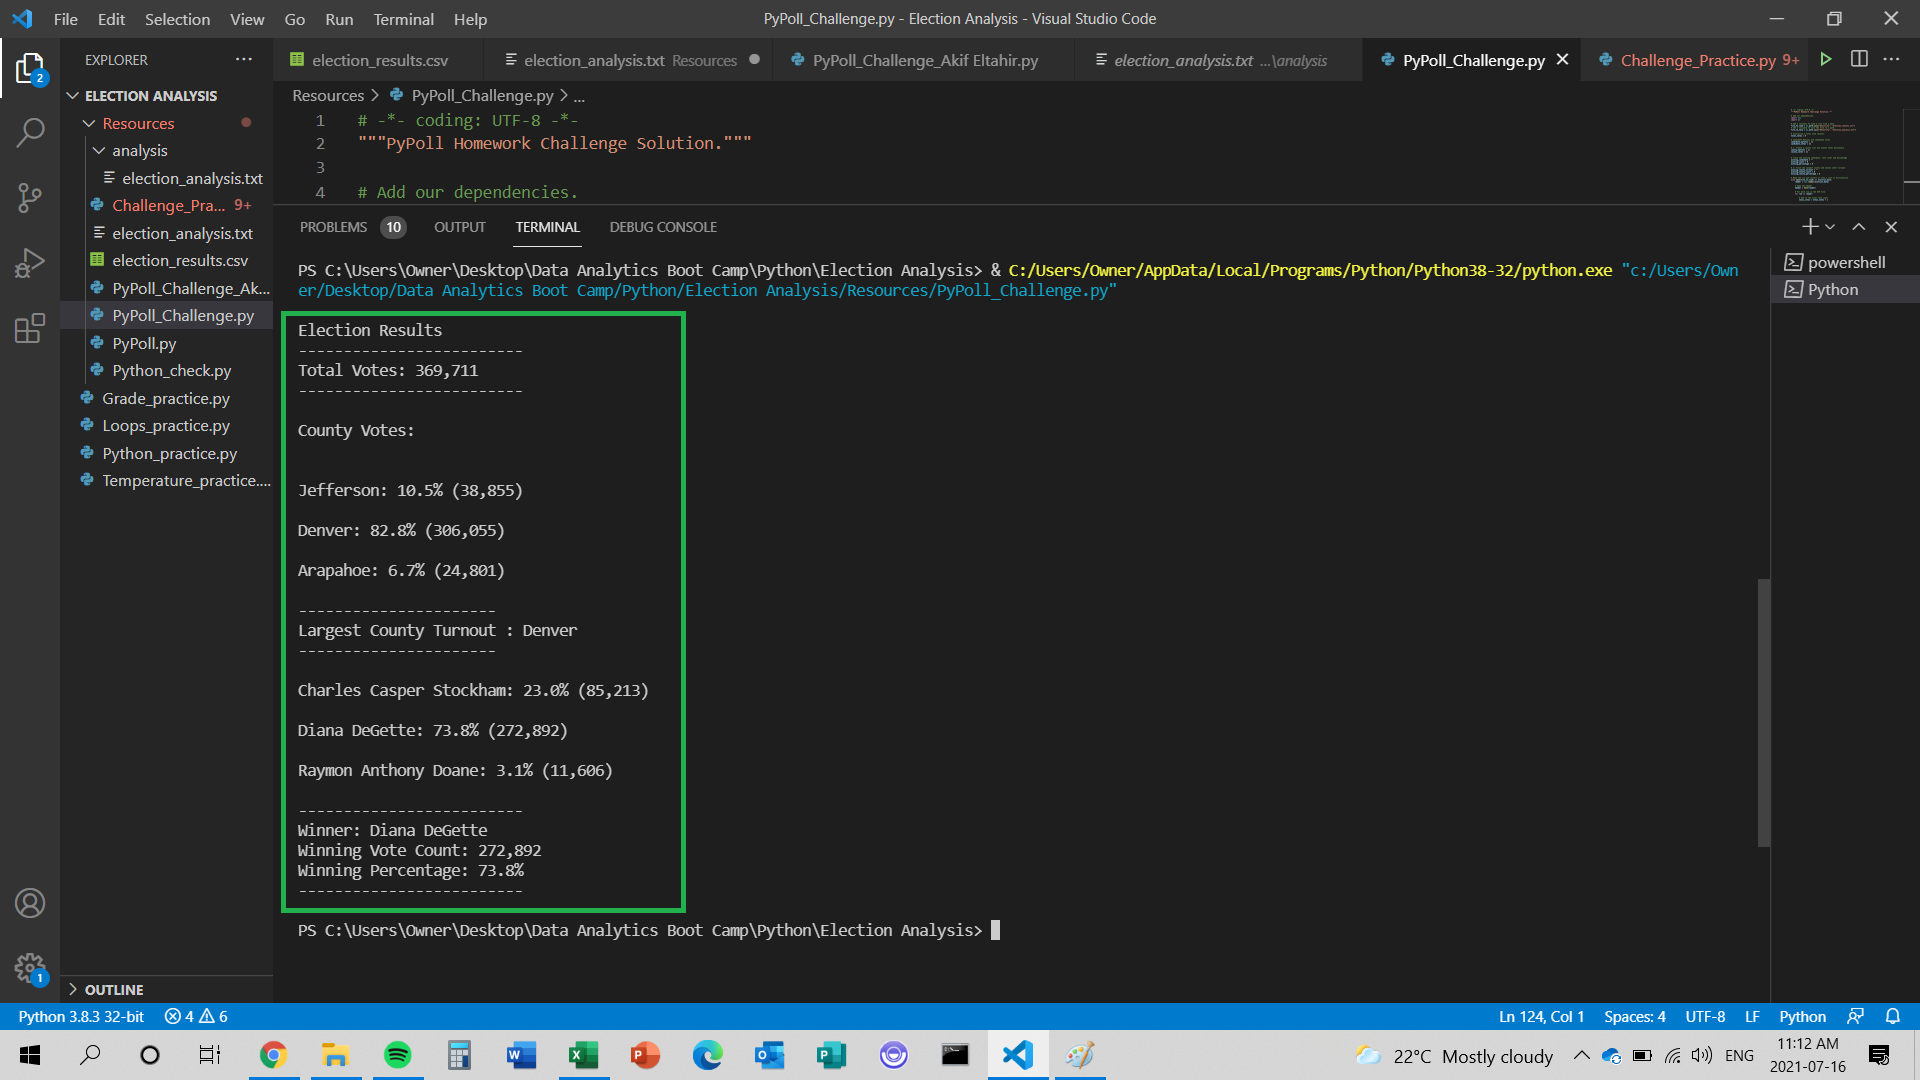 File Edit Selection View Go Run Terminal Help
PyPoll_Challenge.py - Election Analysis - Visual Studio Code
EXPLORER
election_results.csv
election_analysis.txt Resources
PyPoll_Challenge_Akif Eltahir.py
election_analysis.txt ...\analysis
PyPoll_Challenge.py
Challenge_Practice.py 9+
2
ELECTION ANALYSIS
Resources
analysis
election_analysis.txt
Challenge_Pra... 9+
election_analysis.txt
election_results.csv
PyPoll_Challenge_Ak...
PyPoll_Challenge.py
PyPoll.py
Python_check.py
Grade_practice.py
Loops_practice.py
Python_practice.py
Temperature_practice....
OUTLINE
1
Resources > PyPoll_Challenge.py > ...
1 # -*- coding: UTF-8 -*-
2 """PyPoll Homework Challenge Solution."""
3
4 # Add our dependencies.
PROBLEMS 10 OUTPUT TERMINAL DEBUG CONSOLE
powershell
Python
PS C:\Users\Owner\Desktop\Data Analytics Boot Camp\Python\Election Analysis> & C:/Users/Owner/AppData/Local/Programs/Python/Python38-32/python.exe "c:/Users/Own
er/Desktop/Data Analytics Boot Camp/Python/Election Analysis/Resources/PyPoll_Challenge.py"
Election Results
-------------------------
Total Votes: 369,711
-------------------------
County Votes:
Jefferson: 10.5% (38,855)
Denver: 82.8% (306,055)
Arapahoe: 6.7% (24,801)
----------------------
Largest County Turnout : Denver
----------------------
Charles Casper Stockham: 23.0% (85,213)
Diana DeGette: 73.8% (272,892)
Raymon Anthony Doane: 3.1% (11,606)
-------------------------
Winner: Diana DeGette
Winning Vote Count: 272,892
Winning Percentage: 73.8%
-------------------------
PS C:\Users\Owner\Desktop\Data Analytics Boot Camp\Python\Election Analysis>
Python 3.8.3 32-bit 4 6
Ln 124, Col 1 Spaces: 4 UTF-8 LF Python
22°C Mostly cloudy
ENG
11:12 AM
2021-07-16